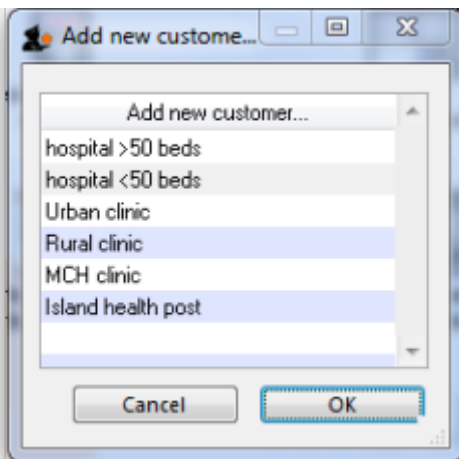 Add new custome...
Add new customer...
hospital >50 beds
hospital <50 beds
Urban clinic
Rural clinic
MCH clinic
Island health post
Cancel OK